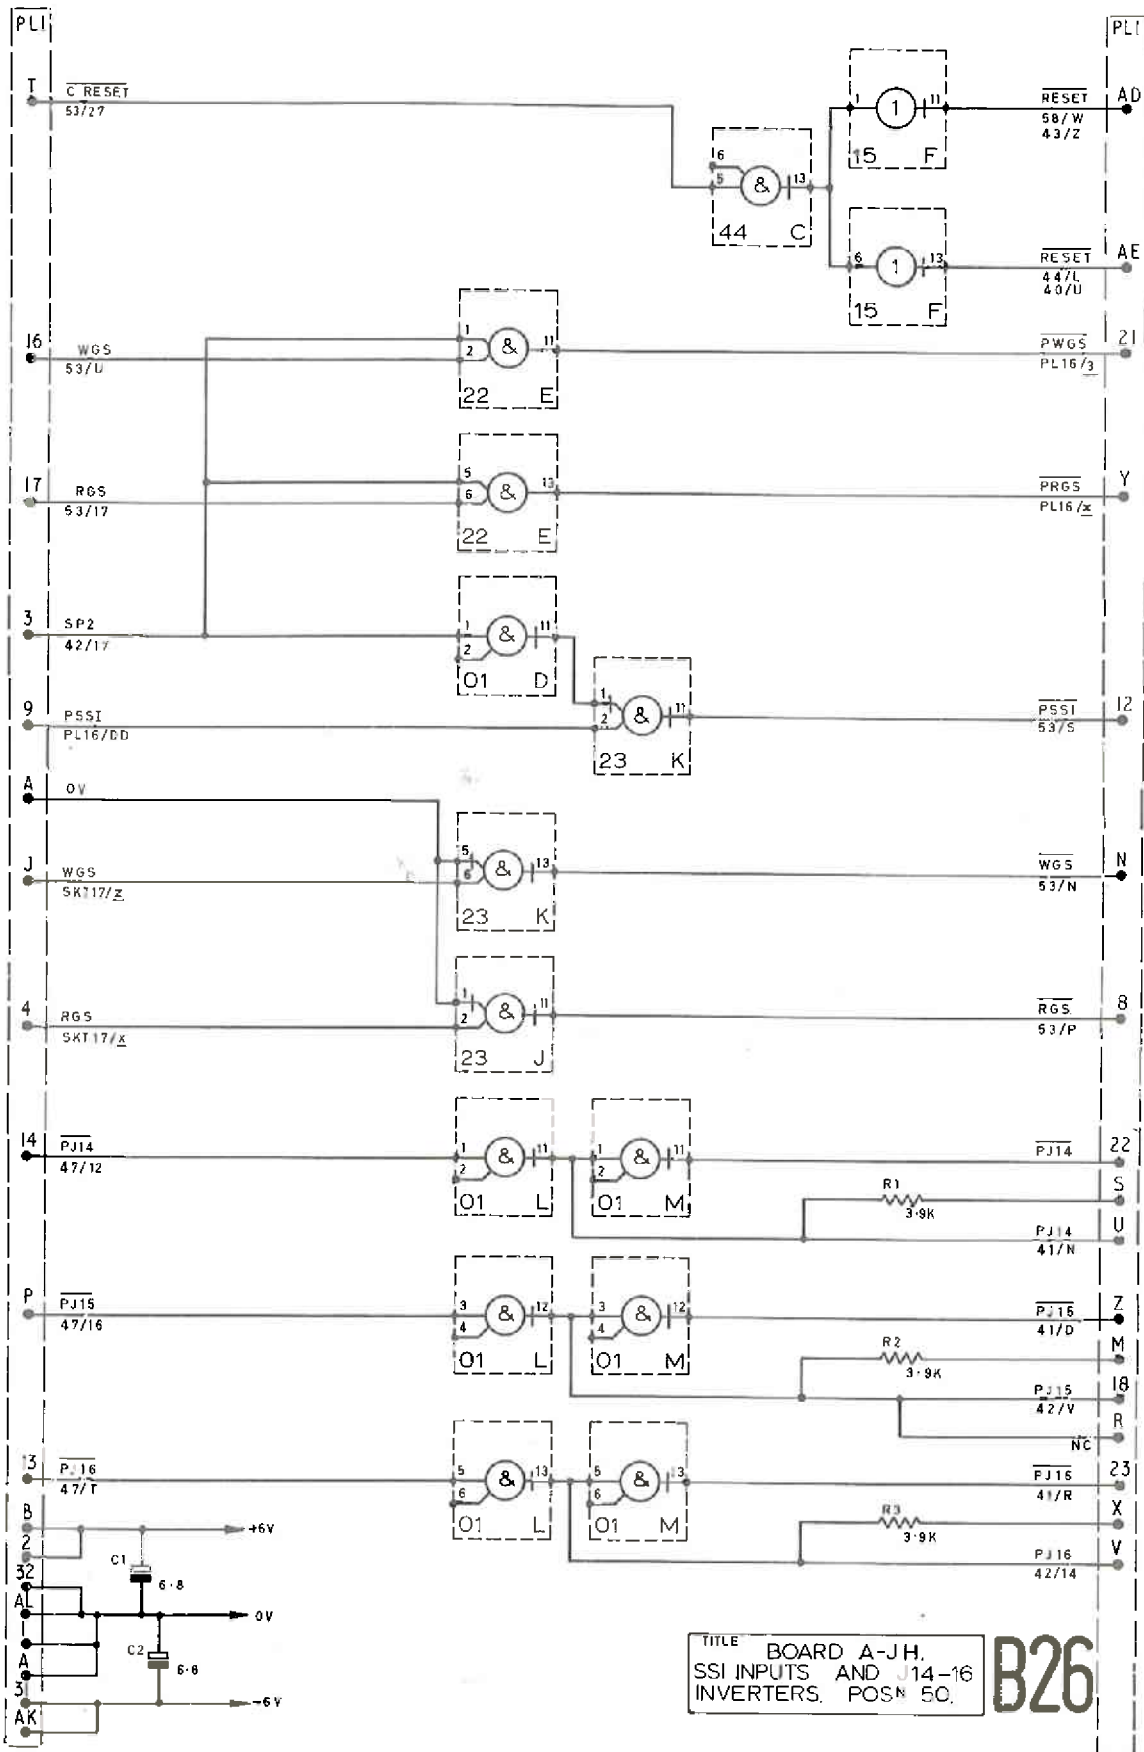 PL1
PL1
T
C RESET
53/27
1
1
11
15 F
RESET
58/W
43/Z
AD
6
5
&
13
44 C
6
1
13
15 F
RESET
44/L
40/U
AE
16
WGS
53/U
1
2
&
11
22 E
PWGS
PL16/3
21
17
RGS
53/17
5
6
&
13
22 E
PRGS
PL16/x
Y
3
SP2
42/17
1
2
&
11
01 D
9
PSSI
PL16/DD
1
2
&
11
23 K
PSSI
53/S
12
A
0V
J
WGS
SKT17/z
5
6
&
13
23 K
WGS
53/N
N
4
RGS
SKT17/x
1
2
&
11
23 J
RGS
53/P
8
14
PJ14
47/12
1
2
&
11
01 L
1
2
&
11
01 M
PJ14
22
R1
3·9K
S
PJ14
41/N
U
P
PJ15
47/16
3
4
&
12
01 L
3
4
&
12
01 M
PJ15
41/D
Z
R2
3·9K
M
PJ15
42/V
18
NC
R
13
PJ16
47/T
5
6
&
13
01 L
5
6
&
13
01 M
PJ16
41/R
23
R3
3·9K
X
PJ16
42/14
V
B
+6V
2
C1
6·8
32
AL
0V
1
A
C2
6·8
3
-6V
AK
TITLE BOARD A-JH.
SSI INPUTS AND J14-16
INVERTERS. POSN 50.
B26